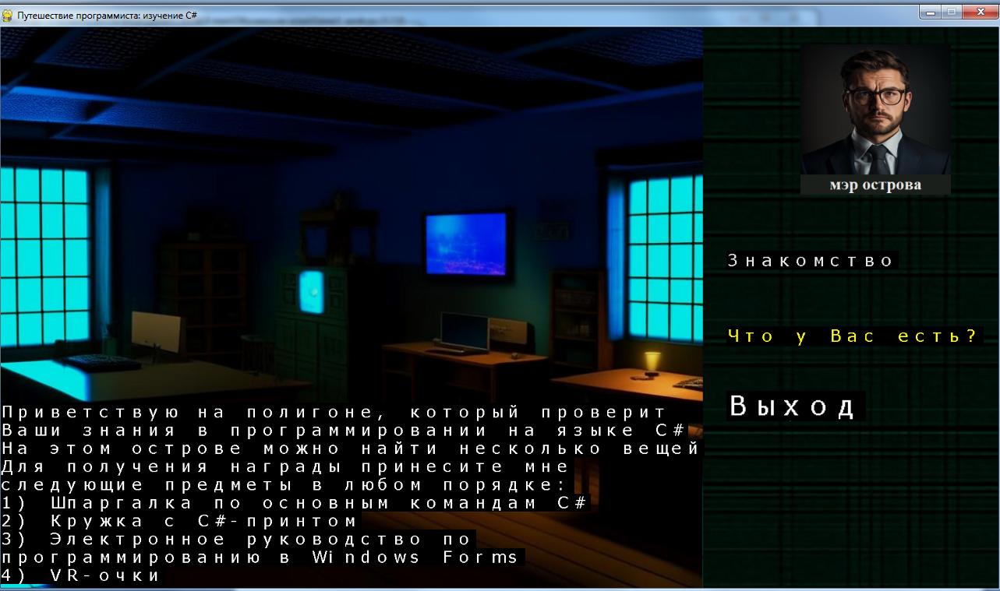 Путешествие программиста: изучение C#
мэр острова
Знакомство
Что у Вас есть?
Выход
Приветствую на полигоне, который проверит
Ваши знания в программировании на языке C#
На этом острове можно найти несколько вещей
Для получения награды принесите мне
следующие предметы в любом порядке:
1) Шпаргалка по основным командам C#
2) Кружка с C#-принтом
3) Электронное руководство по
программированию в Windows Forms
4) VR-очки